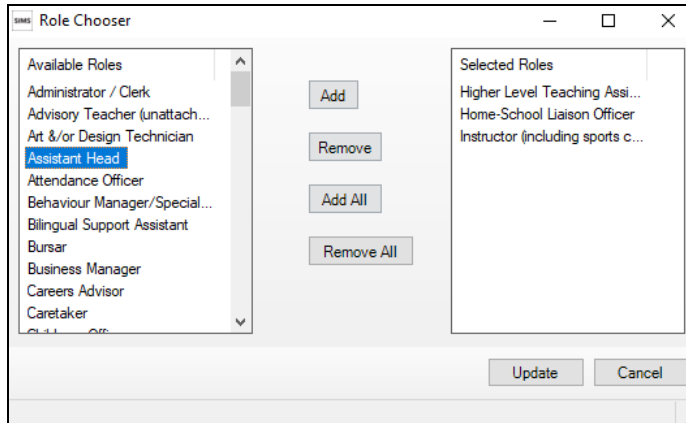 SIMS Role Chooser
Available Roles
Administrator / Clerk
Advisory Teacher (unattach...
Art &/or Design Technician
Assistant Head
Attendance Officer
Behaviour Manager/Special...
Bilingual Support Assistant
Bursar
Business Manager
Careers Advisor
Caretaker
Add
Remove
Add All
Remove All
Selected Roles
Higher Level Teaching Assi...
Home-School Liaison Officer
Instructor (including sports c...
Update Cancel